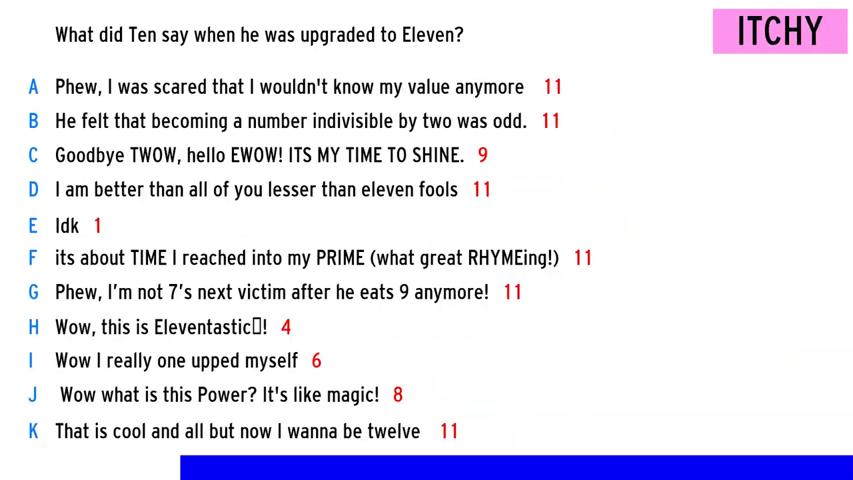 What did Ten say when he was upgraded to Eleven?
ITCHY
A Phew, I was scared that I wouldn't know my value anymore 11
B He felt that becoming a number indivisible by two was odd. 11
C Goodbye TWOW, hello EWOW! ITS MY TIME TO SHINE. 9
D I am better than all of you lesser than eleven fools 11
E Idk 1
F its about TIME I reached into my PRIME (what great RHYMEing!) 11
G Phew, I’m not 7’s next victim after he eats 9 anymore! 11
H Wow, this is Eleventastic▯! 4
I Wow I really one upped myself 6
J Wow what is this Power? It's like magic! 8
K That is cool and all but now I wanna be twelve 11